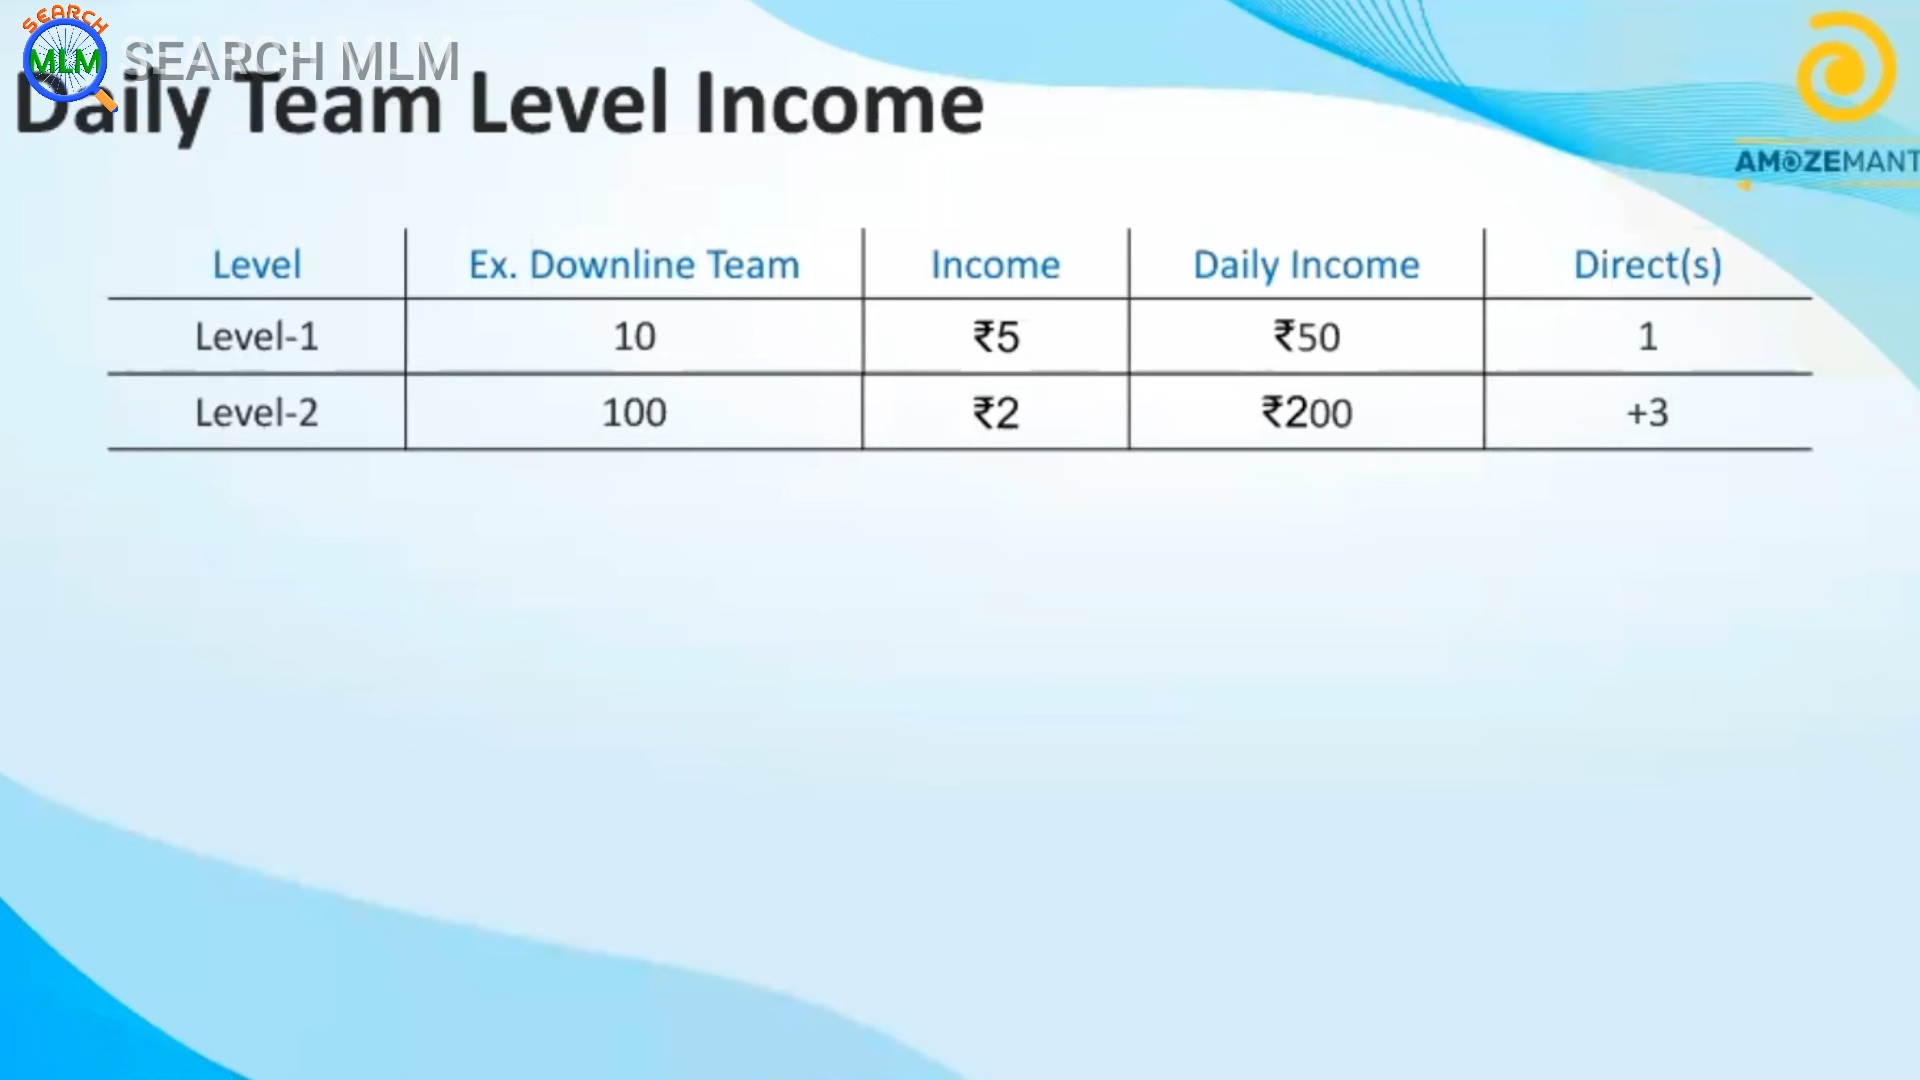 SEARCH
MLM
SEARCH MLM
Daily Team Level Income
AMOZEMANT
Level Ex. Downline Team Income Daily Income Direct(s)
Level-1 10 ₹5 ₹50 1
Level-2 100 ₹2 ₹200 +3